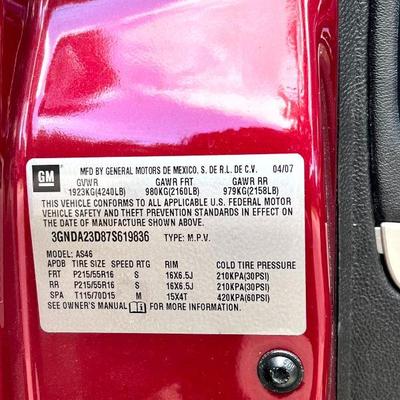 GM
MFD BY GENERAL MOTORS DE MEXICO, S. DE R.L. DE C.V. 04/07
GVWR GAWR FRT GAWR RR
1923KG(4240LB) 980KG(2160LB) 979KG(2158LB)
THIS VEHICLE CONFORMS TO ALL APPLICABLE U.S. FEDERAL MOTOR
VEHICLE SAFETY AND THEFT PREVENTION STANDARDS IN EFFECT ON
THE DATE OF MANUFACTURE SHOWN ABOVE.
3GNDA23D87S619836 TYPE: M.P.V.
MODEL: AS46
APDB TIRE SIZE SPEED RTG RIM COLD TIRE PRESSURE
FRT P215/55R16 S 16X6.5J 210KPA(30PSI)
RR P215/55R16 S 16X6.5J 210KPA(30PSI)
SPA T115/70D15 M 15X4T 420KPA(60PSI)
SEE OWNER'S MANUAL FOR MORE INFORMATION.